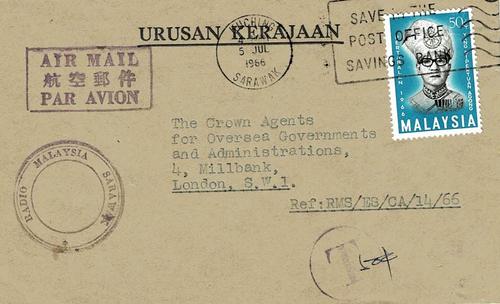 URUSAN KERAJAAN
KUCHING
5 JUL
1966
SARAWAK
SAVE IN THE
POST OFFICE
SAVINGS BANK
50c
MALAYSIA
AIR MAIL
航空郵件
PAR AVION
The Crown Agents
for Oversea Governments
and Administrations,
4, Millbank,
London, S.W.1.
Ref:RMS/ES/CA/14/66
RADIO MALAYSIA SARAWAK
T
50¢